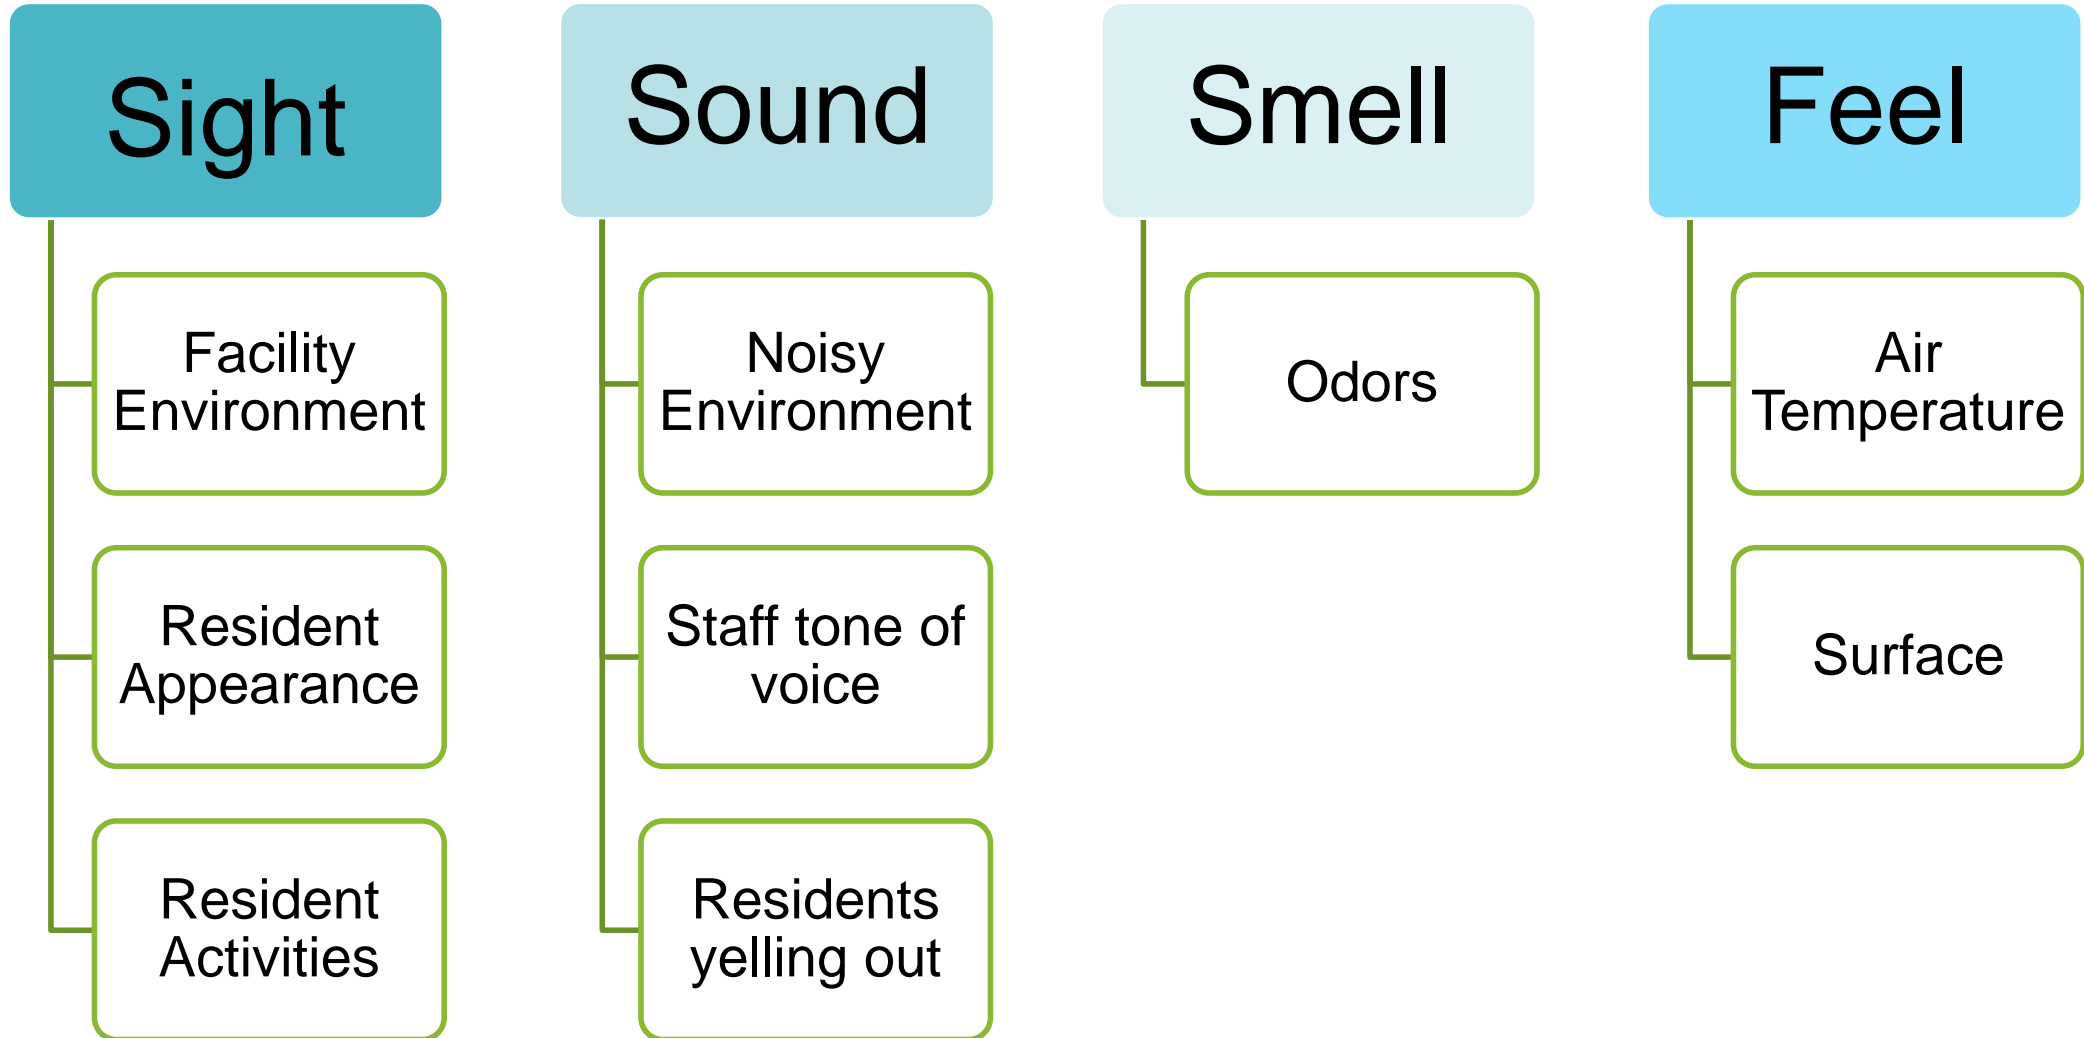 Sight
Facility
Environment
Resident
Appearance
Resident
Activities
Sound
Noisy
Environment
Staff tone of
voice
Residents
yelling out
Smell
Odors
Feel
Air
Temperature
Surface